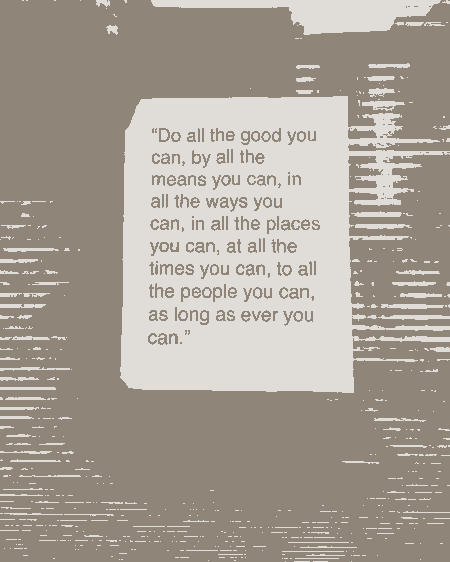 “Do all the good you
can, by all the
means you can, in
all the ways you
can, in all the places
you can, at all the
times you can, to all
the people you can,
as long as ever you
can.”